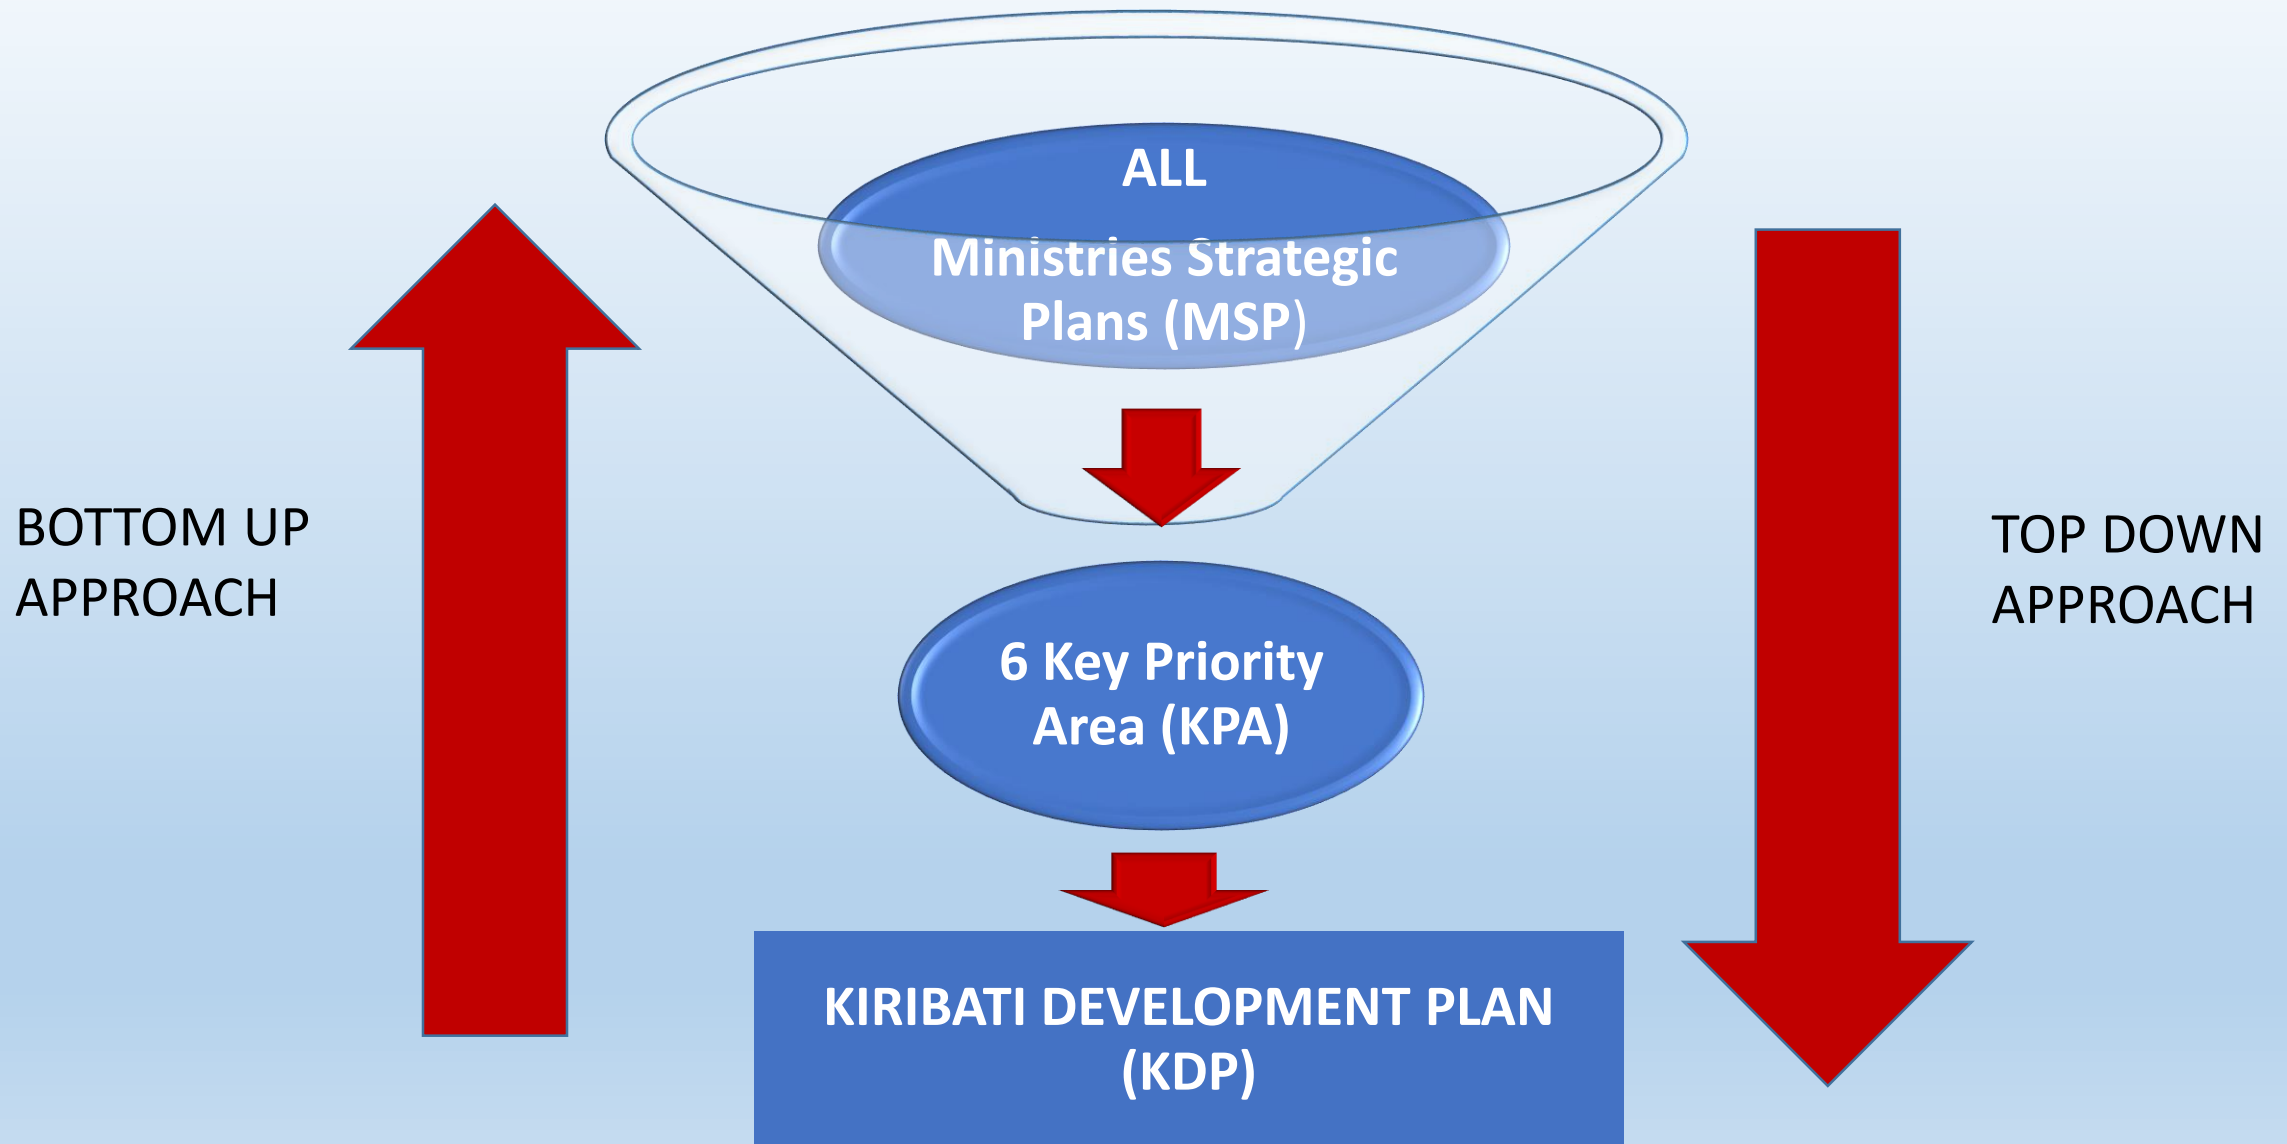 ALL
Ministries Strategic
Plans (MSP)
BOTTOM UP
APPROACH
TOP DOWN
APPROACH
6 Key Priority
Area (KPA)
KIRIBATI DEVELOPMENT PLAN
(KDP)